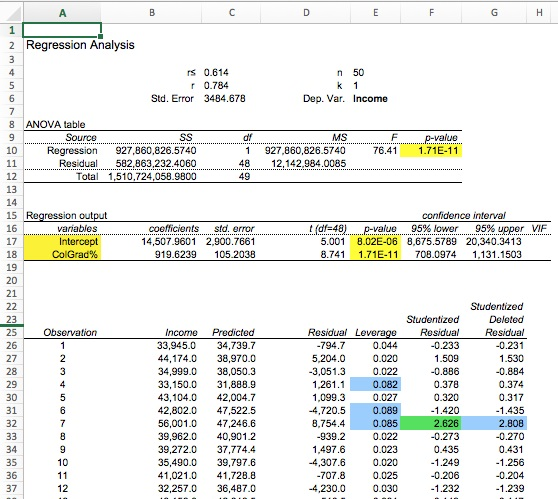 A B C D E F G H
1
2 Regression Analysis
3
4 r² 0.614 n 50
5 r 0.784 k 1
6 Std. Error 3484.678 Dep. Var. Income
7
8 ANOVA table
9 Source SS df MS F p-value
10 Regression 927,860,826.5740 1 927,860,826.5740 76.41 1.71E-11
11 Residual 582,863,232.4060 48 12,142,984.0085
12 Total 1,510,724,058.9800 49
13
14
15 Regression output confidence interval
16 variables coefficients std. error t (df=48) p-value 95% lower 95% upper VIF
17 Intercept 14,507.9601 2,900.7661 5.001 8.02E-06 8,675.5789 20,340.3413
18 ColGrad% 919.6239 105.2038 8.741 1.71E-11 708.0974 1,131.1503
19
20
21
22 Studentized
23 Studentized Deleted
25 Observation Income Predicted Residual Leverage Residual Residual
26 1 33,945.0 34,739.7 -794.7 0.044 -0.233 -0.231
27 2 44,174.0 38,970.0 5,204.0 0.020 1.509 1.530
28 3 34,999.0 38,050.3 -3,051.3 0.022 -0.886 -0.884
29 4 33,150.0 31,888.9 1,261.1 0.082 0.378 0.374
30 5 43,104.0 42,004.7 1,099.3 0.027 0.320 0.317
31 6 42,802.0 47,522.5 -4,720.5 0.089 -1.420 -1.435
32 7 56,001.0 47,246.6 8,754.4 0.085 2.626 2.808
33 8 39,962.0 40,901.2 -939.2 0.022 -0.273 -0.270
34 9 39,272.0 37,774.4 1,497.6 0.023 0.435 0.431
35 10 35,490.0 39,797.6 -4,307.6 0.020 -1.249 -1.256
36 11 41,021.0 41,728.8 -707.8 0.025 -0.206 -0.204
37 12 32,257.0 36,487.0 -4,230.0 0.030 -1.232 -1.239